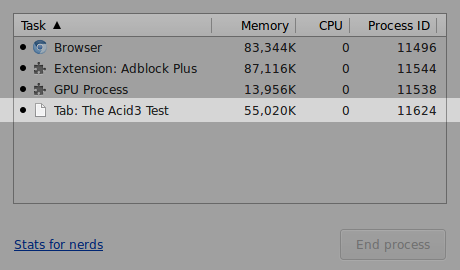 Task ▲ Memory CPU Process ID
Browser 83,344K 0 11496
Extension: Adblock Plus 87,116K 0 11544
GPU Process 13,956K 0 11538
Tab: The Acid3 Test 55,020K 0 11624
Stats for nerds End process